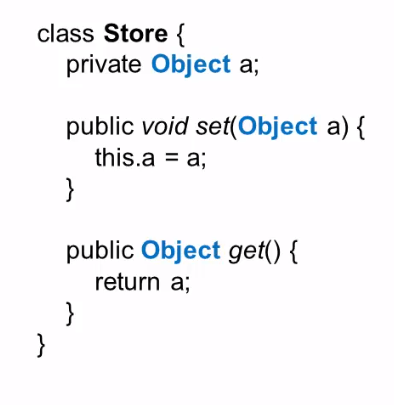 class Store {
private Object a;
public void set(Object a) {
this.a = a;
}
public Object get() {
return a;
}
}